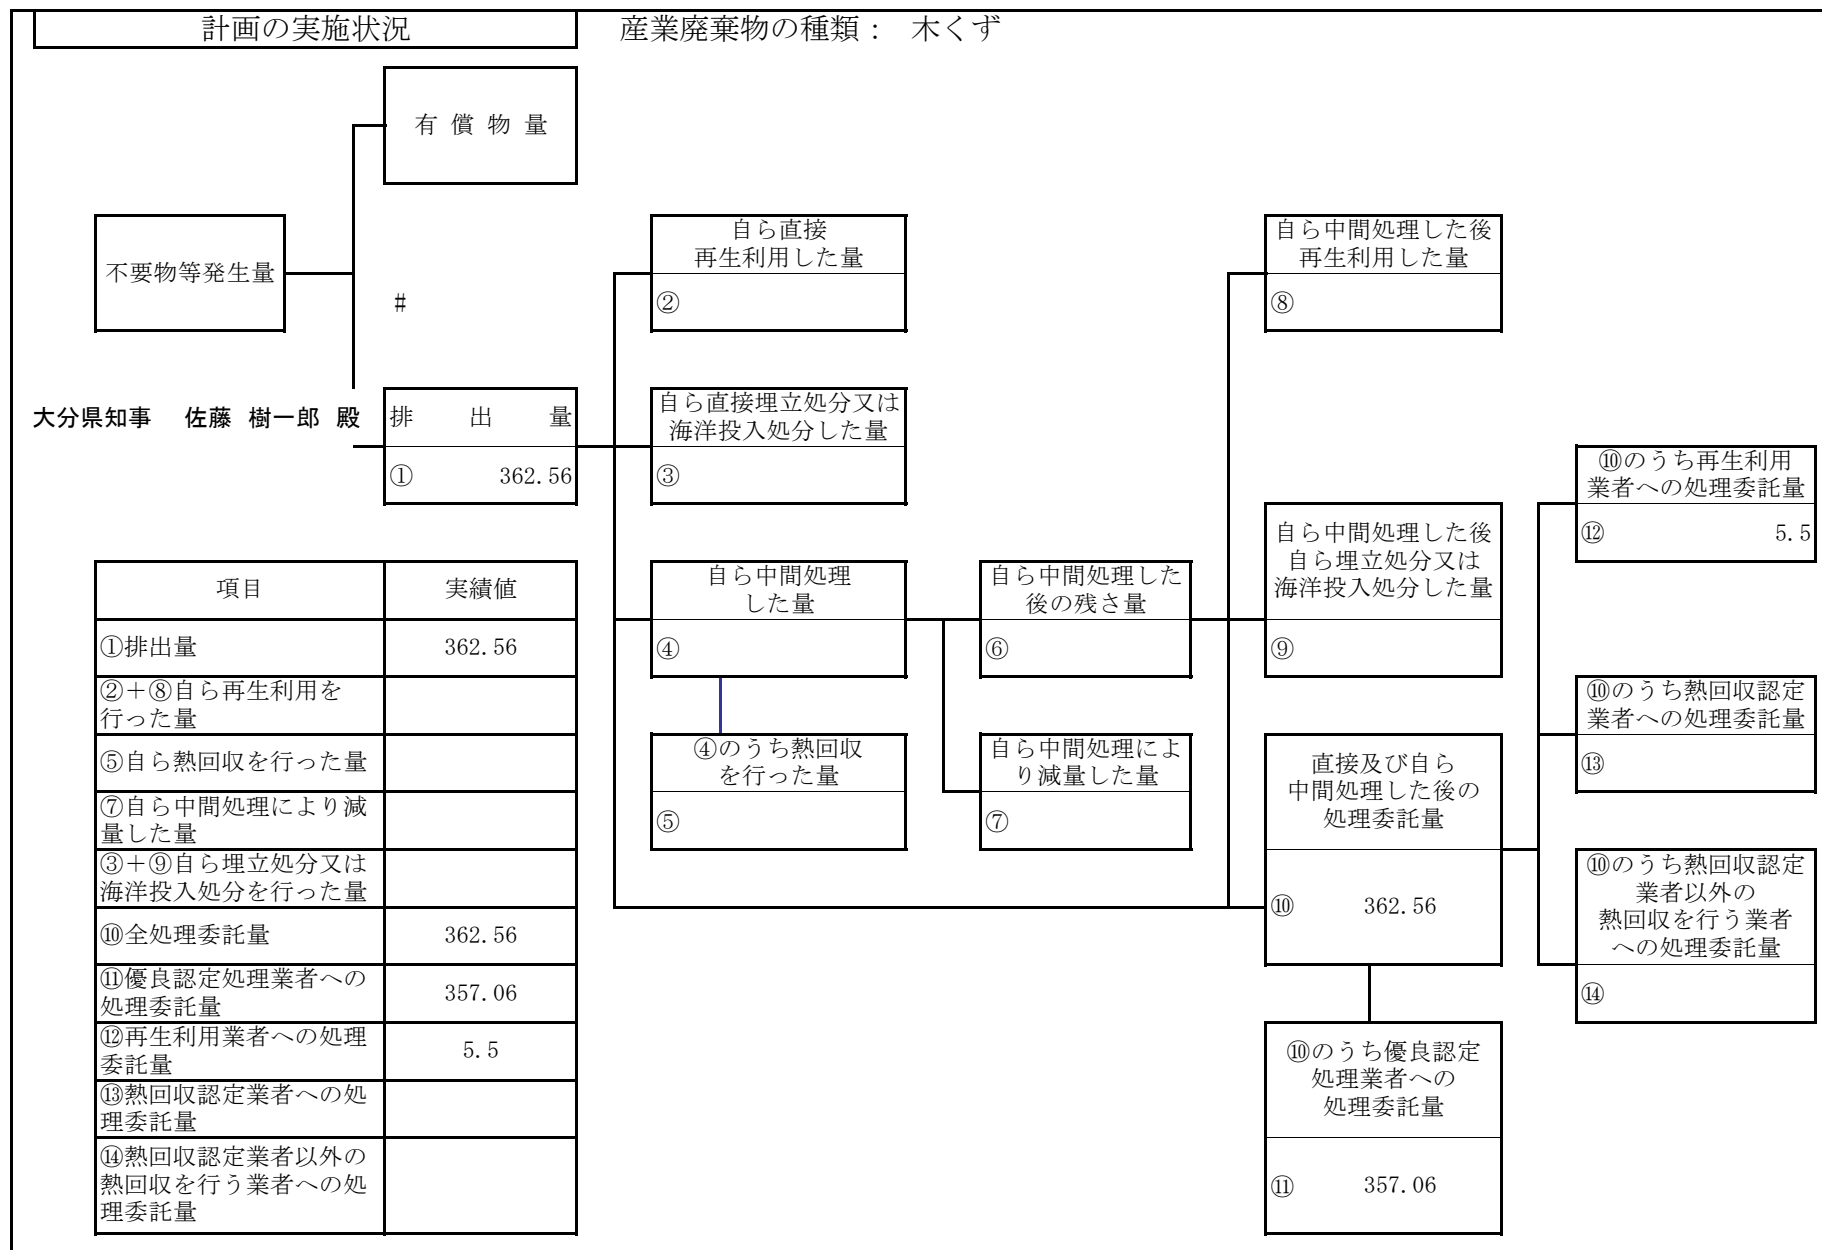 計画の実施状況
産業廃棄物の種類： 木くず
有償物量
不要物等発生量
#
大分県知事 佐藤 樹一郎 殿
排出量
① 362.56
自ら直接
再生利用した量
②
自ら直接埋立処分又は
海洋投入処分した量
③
自ら中間処理
した量
④
④のうち熱回収
を行った量
⑤
自ら中間処理した
後の残さ量
⑥
自ら中間処理によ
り減量した量
⑦
自ら中間処理した後
再生利用した量
⑧
自ら中間処理した後
自ら埋立処分又は
海洋投入処分した量
⑨
直接及び自ら
中間処理した後の
処理委託量
⑩ 362.56
⑩のうち優良認定
処理業者への
処理委託量
⑪ 357.06
⑩のうち再生利用
業者への処理委託量
⑫ 5.5
⑩のうち熱回収認定
業者への処理委託量
⑬
⑩のうち熱回収認定
業者以外の
熱回収を行う業者
への処理委託量
⑭
項目 実績値
①排出量 362.56
②＋⑧自ら再生利用を
行った量
⑤自ら熱回収を行った量
⑦自ら中間処理により減
量した量
③＋⑨自ら埋立処分又は
海洋投入処分を行った量
⑩全処理委託量 362.56
⑪優良認定処理業者への
処理委託量 357.06
⑫再生利用業者への処理
委託量 5.5
⑬熱回収認定業者への処
理委託量
⑭熱回収認定業者以外の
熱回収を行う業者への処
理委託量